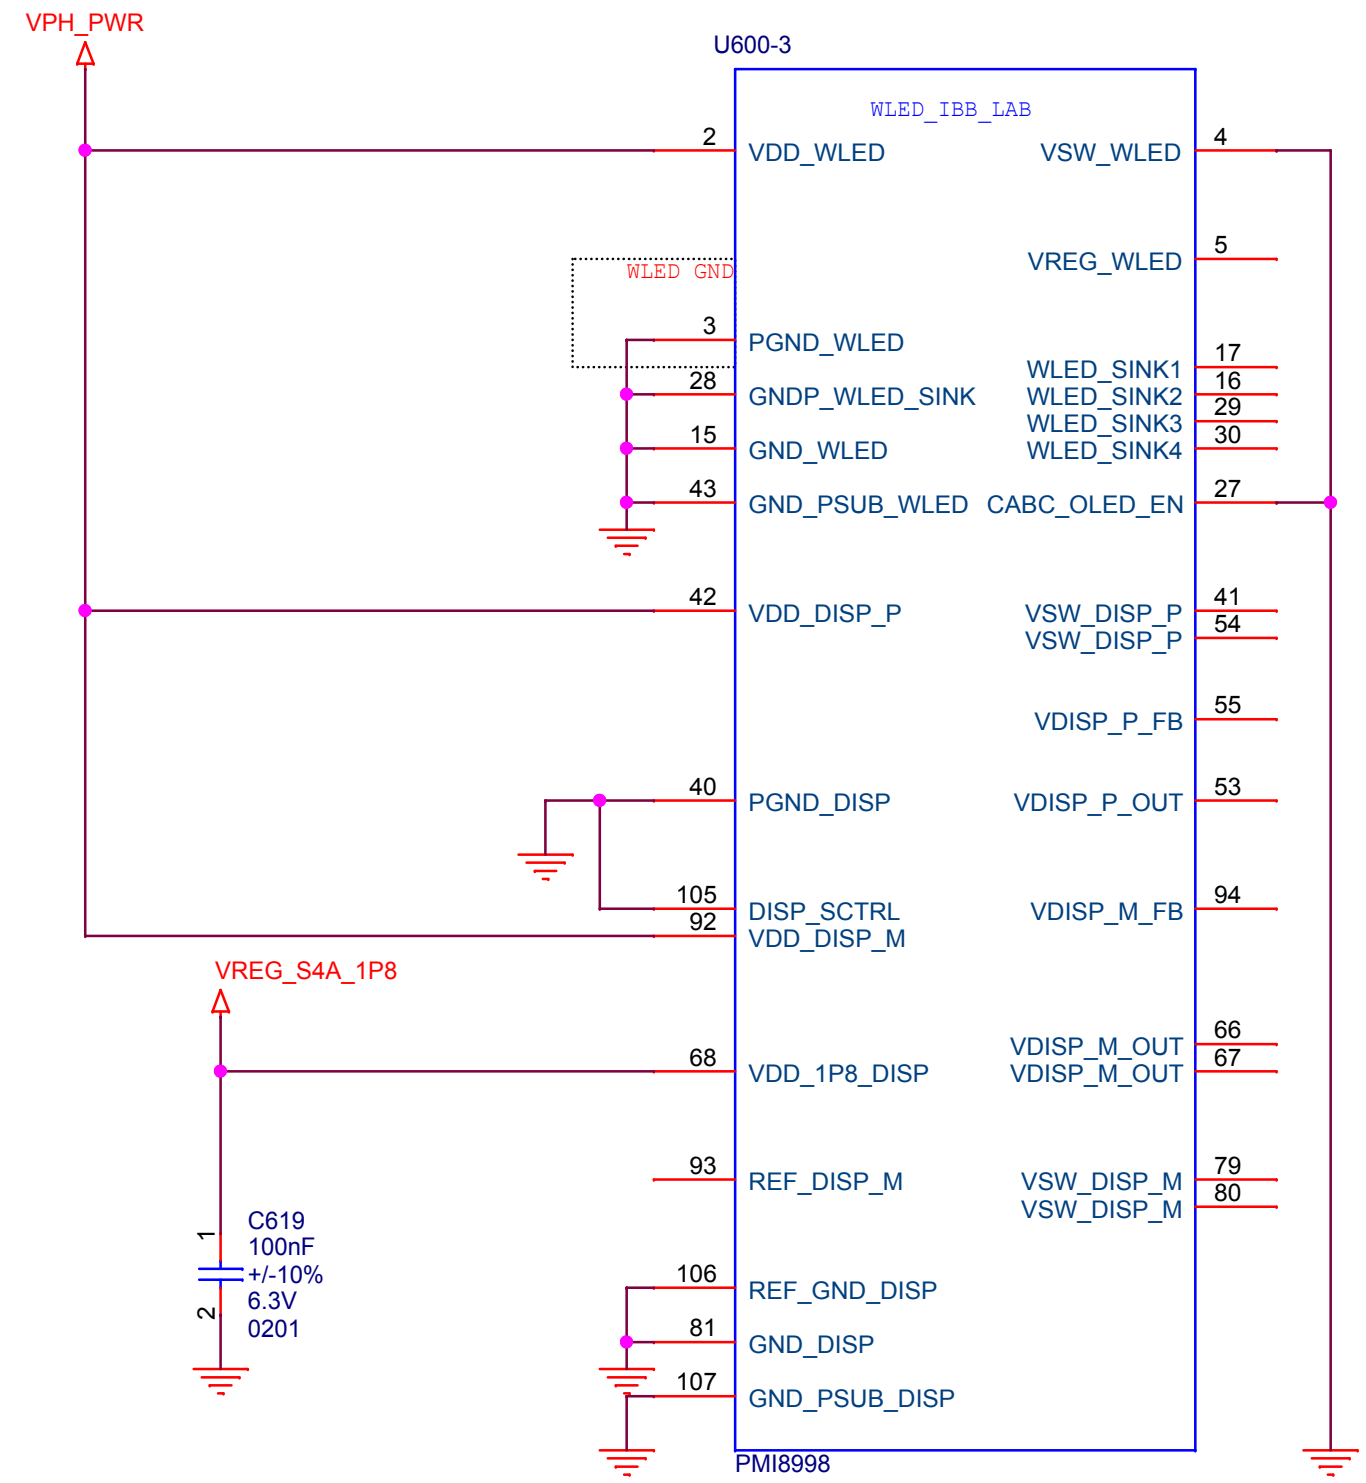 VPH_PWR
U600-3
WLED_IBB_LAB
2 VDD_WLED VSW_WLED 4
VREG_WLED 5
WLED GND
3 PGND_WLED
WLED_SINK1 17
28 GNDP_WLED_SINK WLED_SINK2 16
WLED_SINK3 29
15 GND_WLED WLED_SINK4 30
43 GND_PSUB_WLED CABC_OLED_EN 27
42 VDD_DISP_P VSW_DISP_P 41
VSW_DISP_P 54
VDISP_P_FB 55
40 PGND_DISP VDISP_P_OUT 53
105 DISP_SCTRL VDISP_M_FB 94
92 VDD_DISP_M
VREG_S4A_1P8
VDISP_M_OUT 66
68 VDD_1P8_DISP VDISP_M_OUT 67
93 REF_DISP_M VSW_DISP_M 79
VSW_DISP_M 80
1 C619
100nF
+/-10%
2 6.3V
0201
106 REF_GND_DISP
81 GND_DISP
107 GND_PSUB_DISP
PMI8998